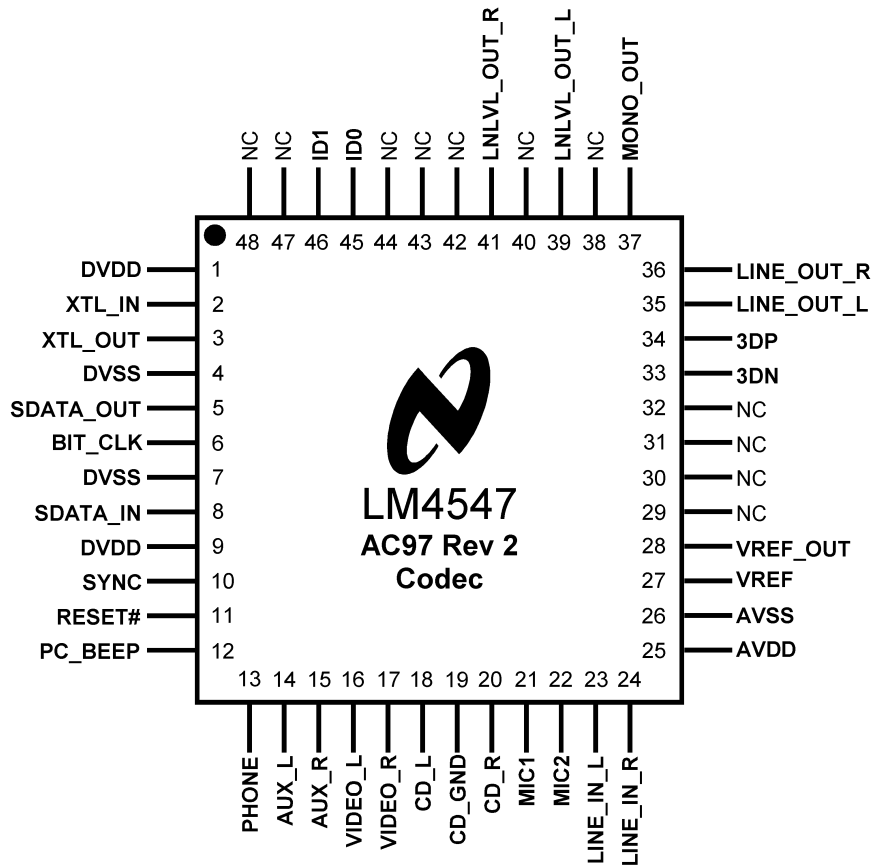 NC
NC
ID1
ID0
NC
NC
NC
LNLVL_OUT_R
NC
LNLVL_OUT_L
NC
MONO_OUT
48 47 46 45 44 43 42 41 40 39 38 37
DVDD 1
XTL_IN 2
XTL_OUT 3
DVSS 4
SDATA_OUT 5
BIT_CLK 6
DVSS 7
SDATA_IN 8
DVDD 9
SYNC 10
RESET# 11
PC_BEEP 12
LM4547
AC97 Rev 2
Codec
36 LINE_OUT_R
35 LINE_OUT_L
34 3DP
33 3DN
32 NC
31 NC
30 NC
29 NC
28 VREF_OUT
27 VREF
26 AVSS
25 AVDD
13 14 15 16 17 18 19 20 21 22 23 24
PHONE
AUX_L
AUX_R
VIDEO_L
VIDEO_R
CD_L
CD_GND
CD_R
MIC1
MIC2
LINE_IN_L
LINE_IN_R